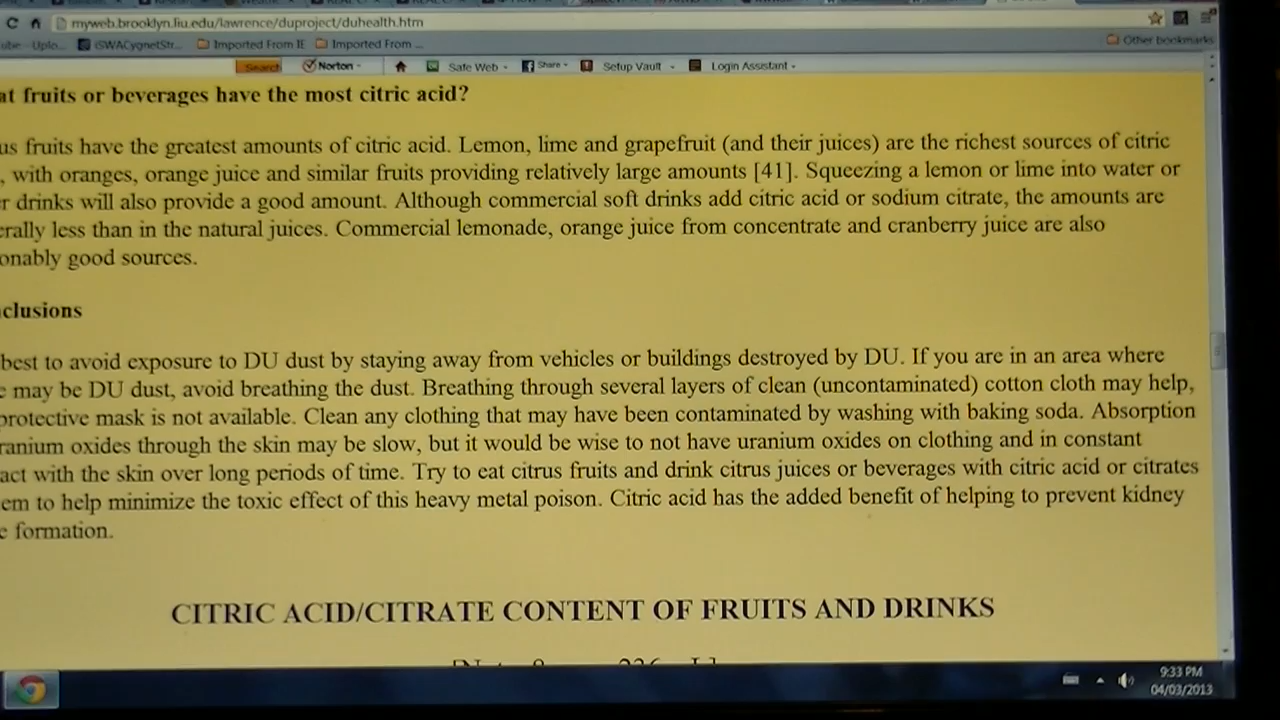 myweb.brooklyn.liu.edu/lawrence/duproject/duhealth.htm
iSWACygnetStr... Imported From IE Imported From ... Other bookmarks
Search Norton Safe Web Share Setup Vault Login Assistant
at fruits or beverages have the most citric acid?
us fruits have the greatest amounts of citric acid. Lemon, lime and grapefruit (and their juices) are the richest sources of citric
, with oranges, orange juice and similar fruits providing relatively large amounts [41]. Squeezing a lemon or lime into water or
r drinks will also provide a good amount. Although commercial soft drinks add citric acid or sodium citrate, the amounts are
erally less than in the natural juices. Commercial lemonade, orange juice from concentrate and cranberry juice are also
onably good sources.
clusions
best to avoid exposure to DU dust by staying away from vehicles or buildings destroyed by DU. If you are in an area where
e may be DU dust, avoid breathing the dust. Breathing through several layers of clean (uncontaminated) cotton cloth may help,
protective mask is not available. Clean any clothing that may have been contaminated by washing with baking soda. Absorption
ranium oxides through the skin may be slow, but it would be wise to not have uranium oxides on clothing and in constant
act with the skin over long periods of time. Try to eat citrus fruits and drink citrus juices or beverages with citric acid or citrates
em to help minimize the toxic effect of this heavy metal poison. Citric acid has the added benefit of helping to prevent kidney
e formation.
CITRIC ACID/CITRATE CONTENT OF FRUITS AND DRINKS
9:33 PM
04/03/2013